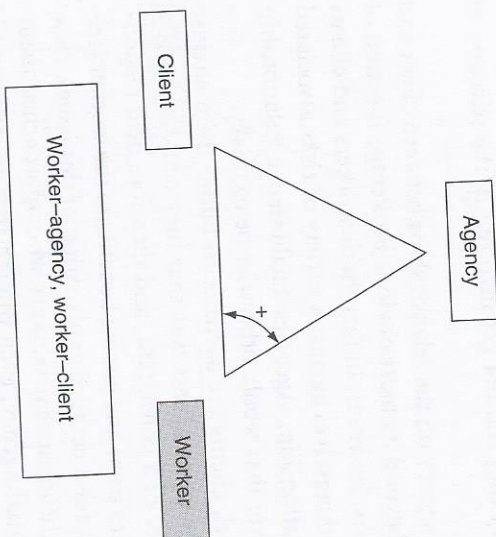 Agency
Client
+
Worker
Worker–agency, worker–client